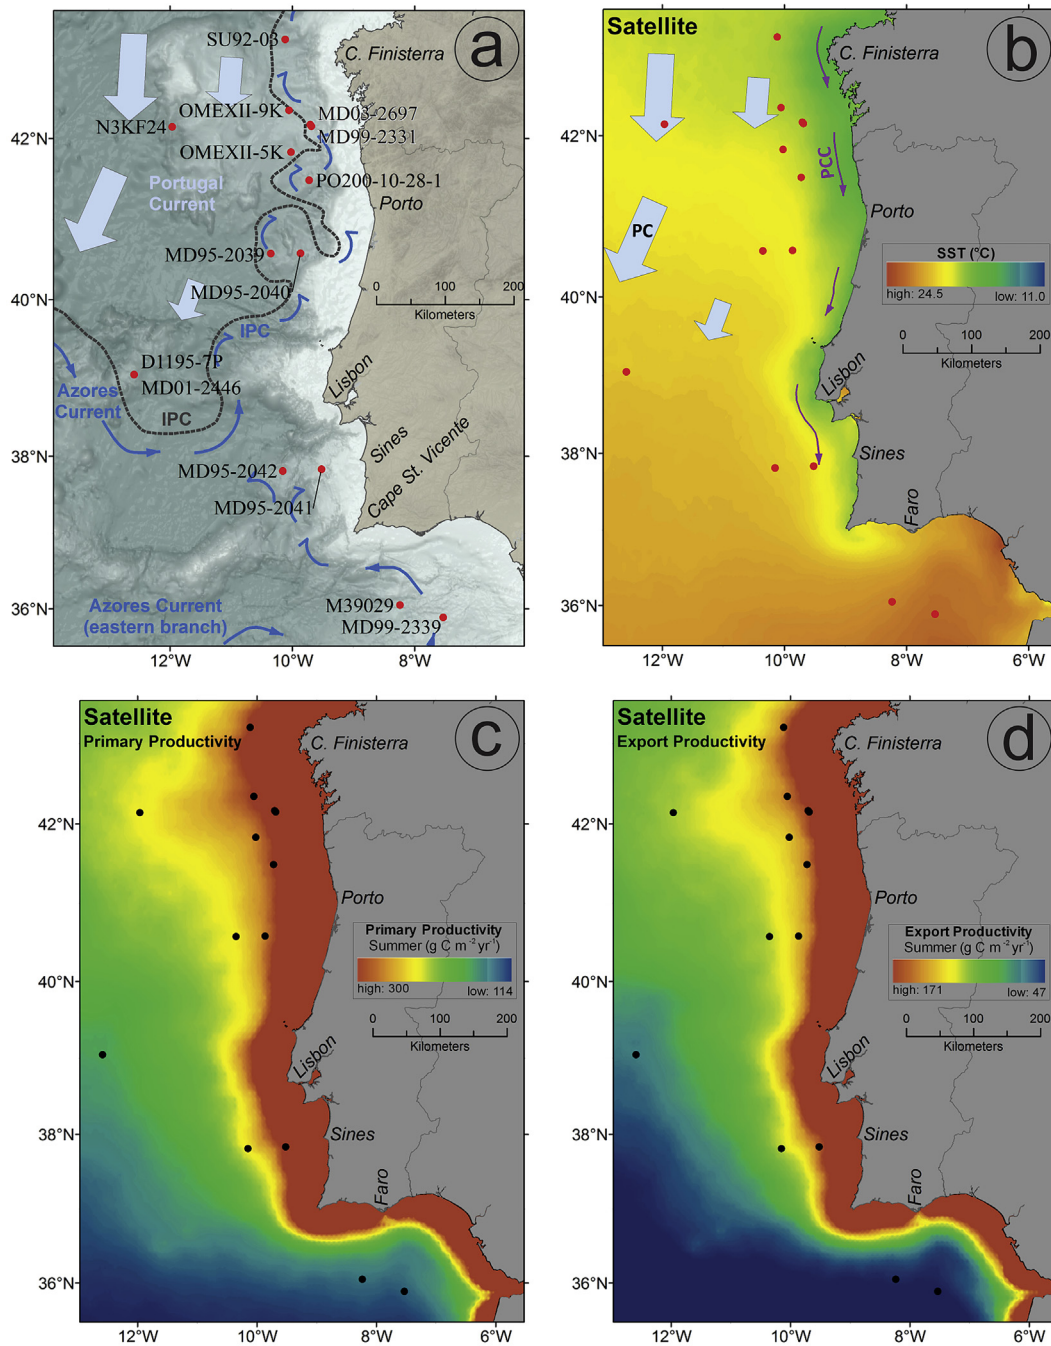 a
SU92-03
C. Finisterra
OMEXII-9K
MD03-2697
N3KF24
MD99-2331
42°N
OMEXII-5K
PO200-10-28-1
Portugal
Current
Porto
MD95-2039
MD95-2040
40°N
0 100 200
Kilometers
IPC
D1195-7P
MD01-2446
Azores
Current
IPC
Lisbon
38°N
Sines
Cape St. Vicente
MD95-2042
MD95-2041
36°N
Azores Current
(eastern branch)
M39029
MD99-2339
12°W 10°W 8°W
Satellite
b
C. Finisterra
42°N
PCC
Porto
PC
SST (°C)
high: 24.5 low: 11.0
40°N
0 100 200
Kilometers
Lisbon
38°N
Sines
Faro
36°N
12°W 10°W 8°W 6°W
Satellite
Primary Productivity
c
C. Finisterra
42°N
Porto
Primary Productivity
Summer (g C m⁻² yr⁻¹)
high: 300 low: 114
40°N
0 100 200
Kilometers
Lisbon
38°N
Sines
Faro
36°N
12°W 10°W 8°W 6°W
Satellite
Export Productivity
d
C. Finisterra
42°N
Porto
Export Productivity
Summer (g C m⁻² yr⁻¹)
high: 171 low: 47
40°N
0 100 200
Kilometers
Lisbon
38°N
Sines
Faro
36°N
12°W 10°W 8°W 6°W